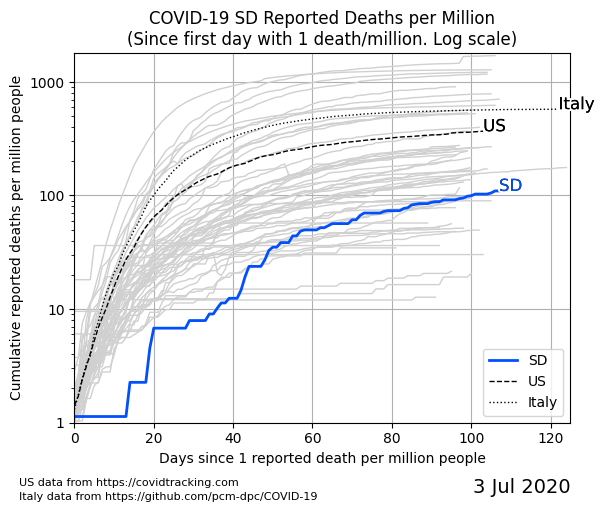 COVID-19 SD Reported Deaths per Million
(Since first day with 1 death/million. Log scale)
Cumulative reported deaths per million people
1000
100
10
1
Italy
US
SD
SD
US
Italy
0 20 40 60 80 100 120
Days since 1 reported death per million people
US data from https://covidtracking.com
Italy data from https://github.com/pcm-dpc/COVID-19
3 Jul 2020